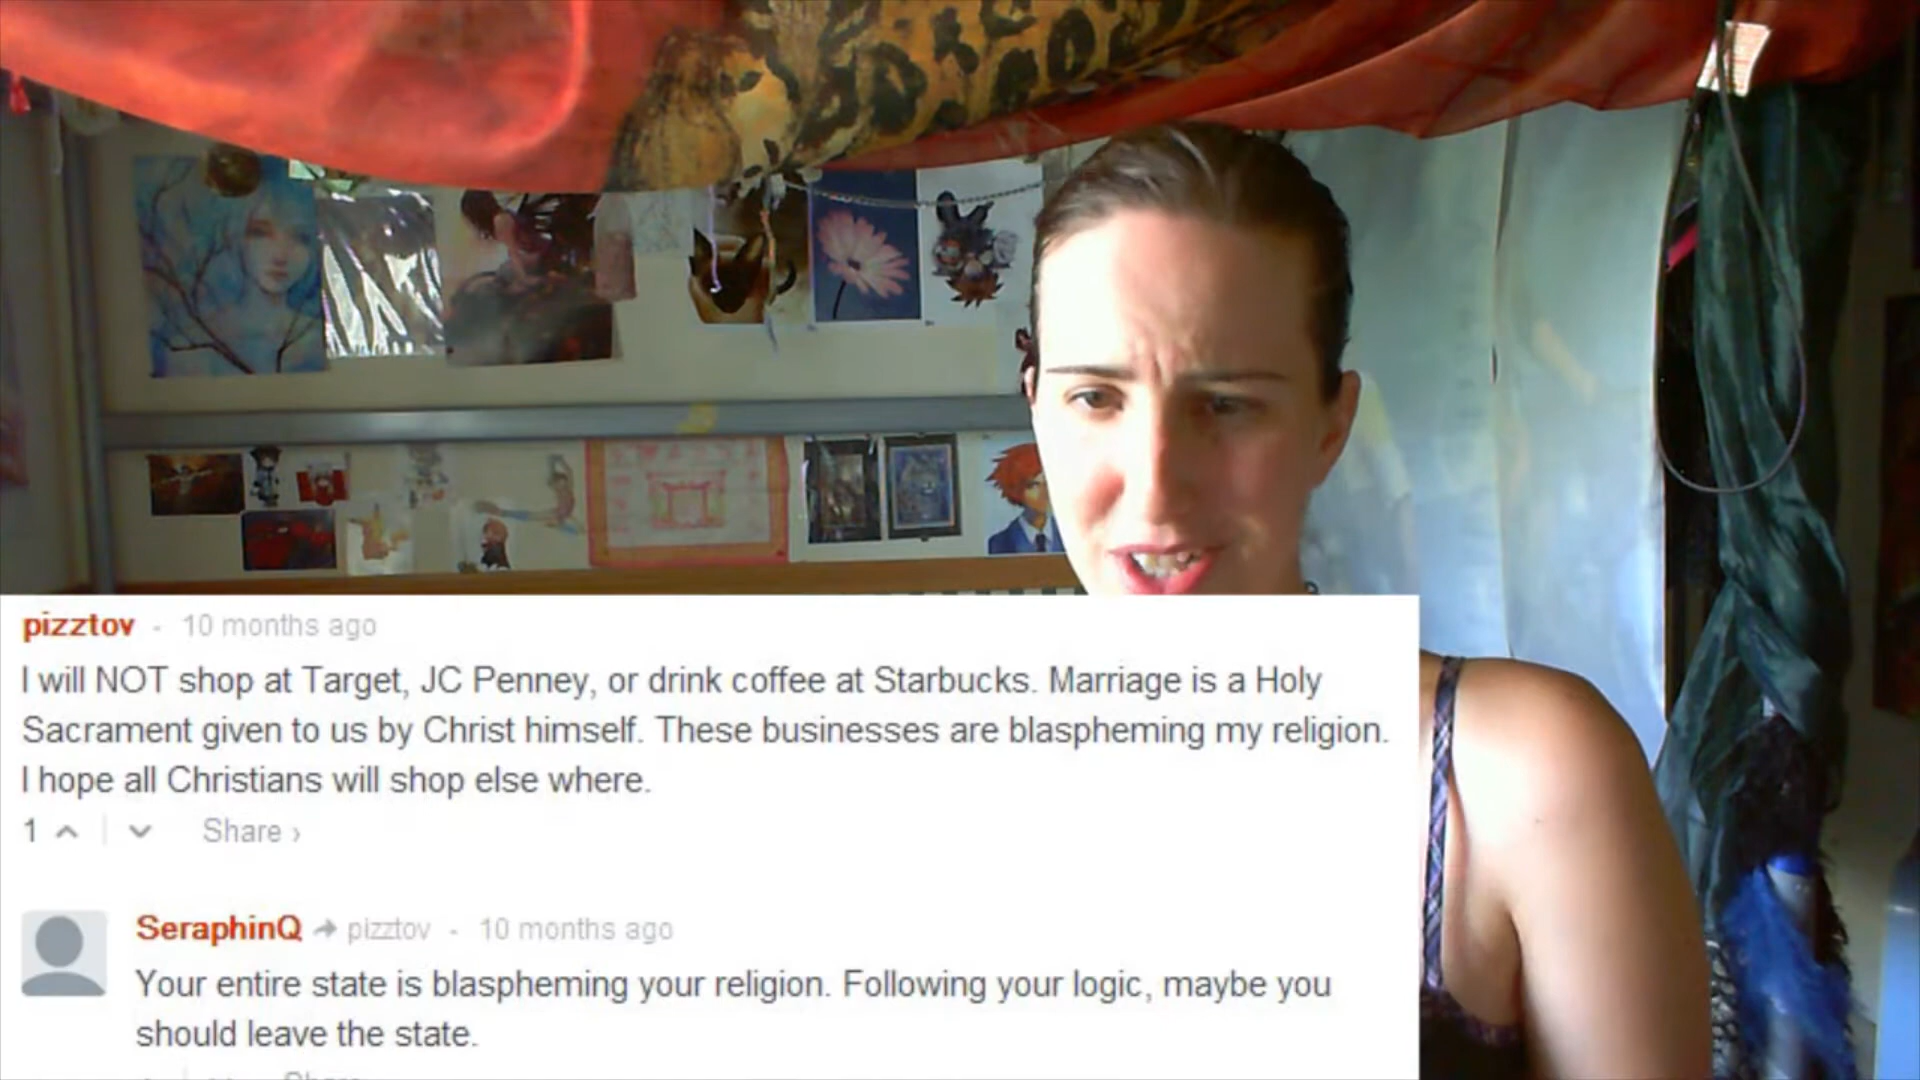 pizztov - 10 months ago
I will NOT shop at Target, JC Penney, or drink coffee at Starbucks. Marriage is a Holy
Sacrament given to us by Christ himself. These businesses are blaspheming my religion.
I hope all Christians will shop else where.
1 Share ›
SeraphinQ pizztov - 10 months ago
Your entire state is blaspheming your religion. Following your logic, maybe you
should leave the state.
Share